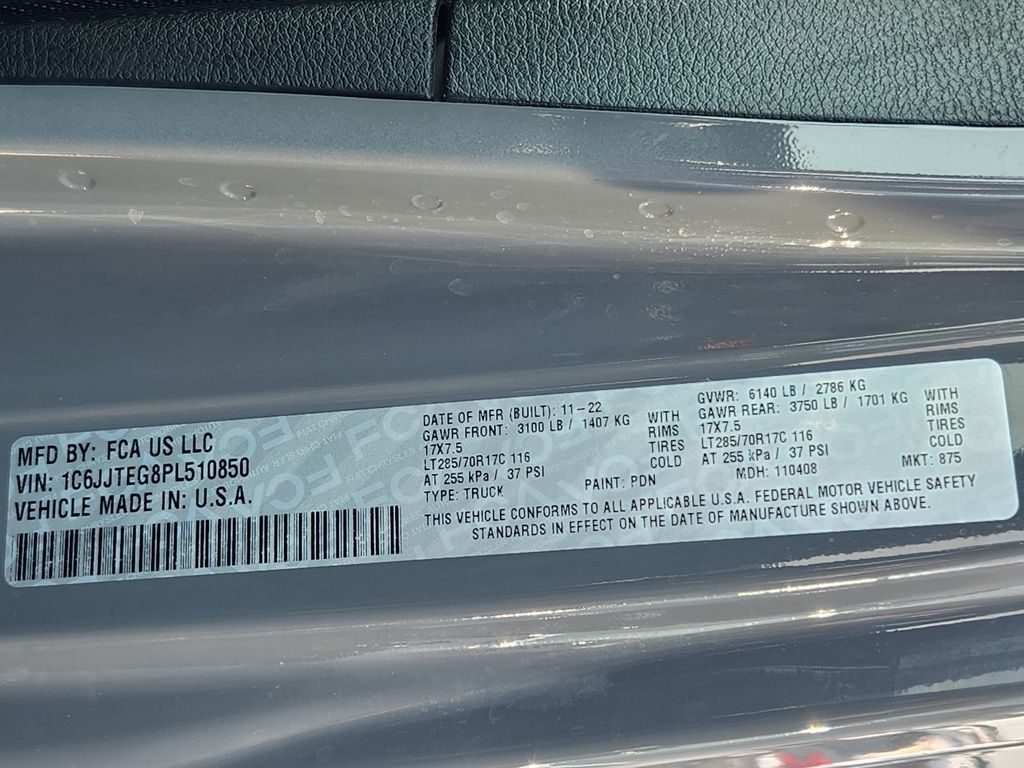 MFD BY: FCA US LLC
VIN: 1C6JJTEG8PL510850
VEHICLE MADE IN: U.S.A.
DATE OF MFR (BUILT): 11-22
GAWR FRONT: 3100 LB / 1407 KG WITH
17X7.5 RIMS
LT285/70R17C 116 TIRES
AT 255 kPa / 37 PSI COLD
TYPE: TRUCK PAINT: PDN
GVWR: 6140 LB / 2786 KG
GAWR REAR: 3750 LB / 1701 KG WITH
17X7.5 RIMS
LT285/70R17C 116 TIRES
AT 255 kPa / 37 PSI COLD
MDH: 110408 MKT: 875
THIS VEHICLE CONFORMS TO ALL APPLICABLE U.S.A. FEDERAL MOTOR VEHICLE SAFETY
STANDARDS IN EFFECT ON THE DATE OF MANUFACTURE SHOWN ABOVE.